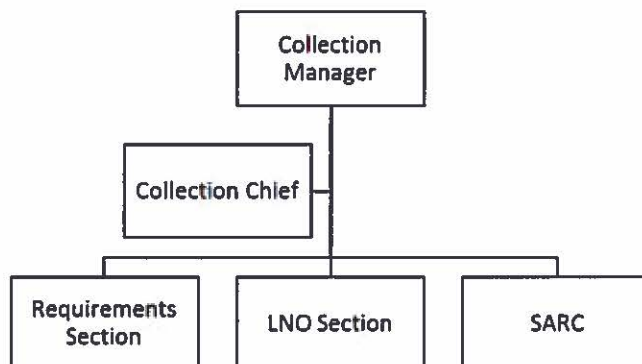 Collection
Manager
Collection Chief
Requirements
Section
LNO Section
SARC